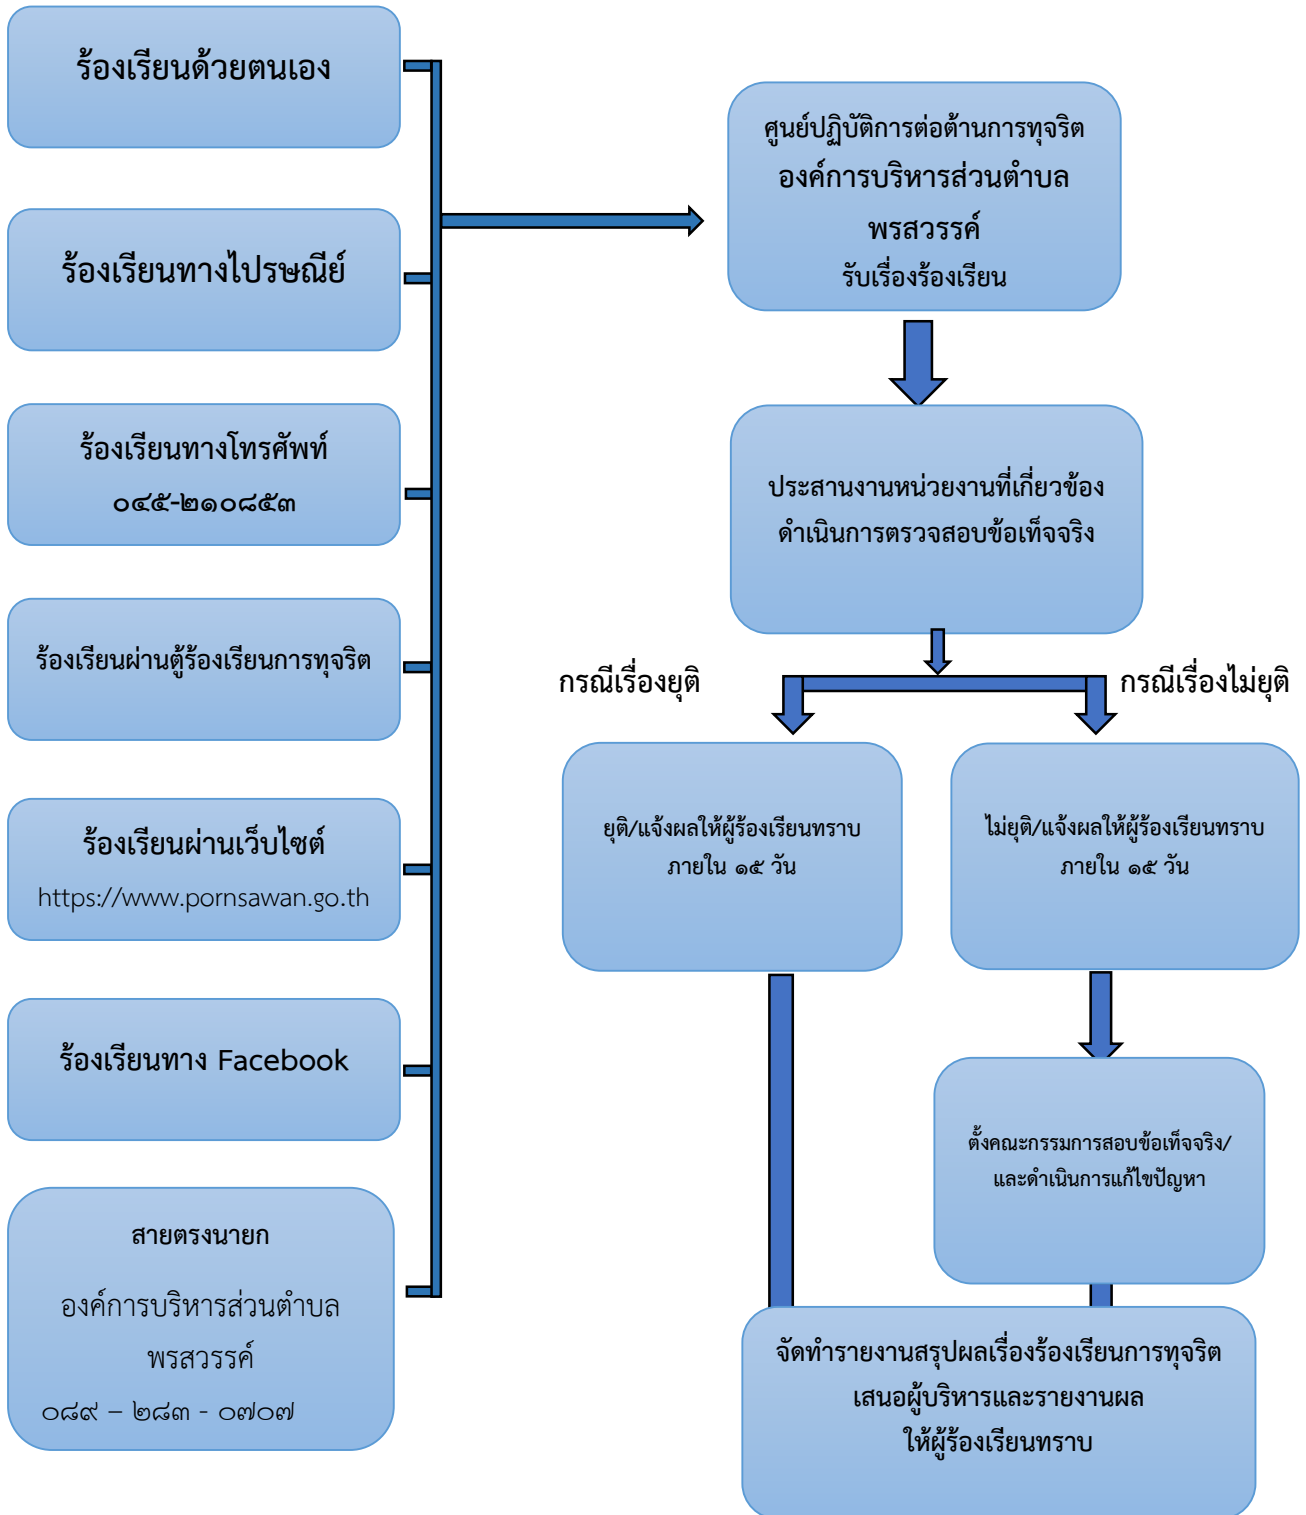 ร้องเรียนด้วยตนเอง
ร้องเรียนทางไปรษณีย์
ร้องเรียนทางโทรศัพท์
๐๔๕-๒๑๐๘๕๓
ร้องเรียนผ่านตู้ร้องเรียนการทุจริต
ร้องเรียนผ่านเว็บไซต์
https://www.pornsawan.go.th
ร้องเรียนทาง Facebook
สายตรงนายก
องค์การบริหารส่วนตำบล
พรสวรรค์
๐๘๙ – ๒๘๓ - ๐๗๐๗
ศูนย์ปฏิบัติการต่อต้านการทุจริต
องค์การบริหารส่วนตำบล
พรสวรรค์
รับเรื่องร้องเรียน
ประสานงานหน่วยงานที่เกี่ยวข้อง
ดำเนินการตรวจสอบข้อเท็จจริง
กรณีเรื่องยุติ
กรณีเรื่องไม่ยุติ
ยุติ/แจ้งผลให้ผู้ร้องเรียนทราบ
ภายใน ๑๕ วัน
ไม่ยุติ/แจ้งผลให้ผู้ร้องเรียนทราบ
ภายใน ๑๕ วัน
ตั้งคณะกรรมการสอบข้อเท็จจริง/
และดำเนินการแก้ไขปัญหา
จัดทำรายงานสรุปผลเรื่องร้องเรียนการทุจริต
เสนอผู้บริหารและรายงานผล
ให้ผู้ร้องเรียนทราบ